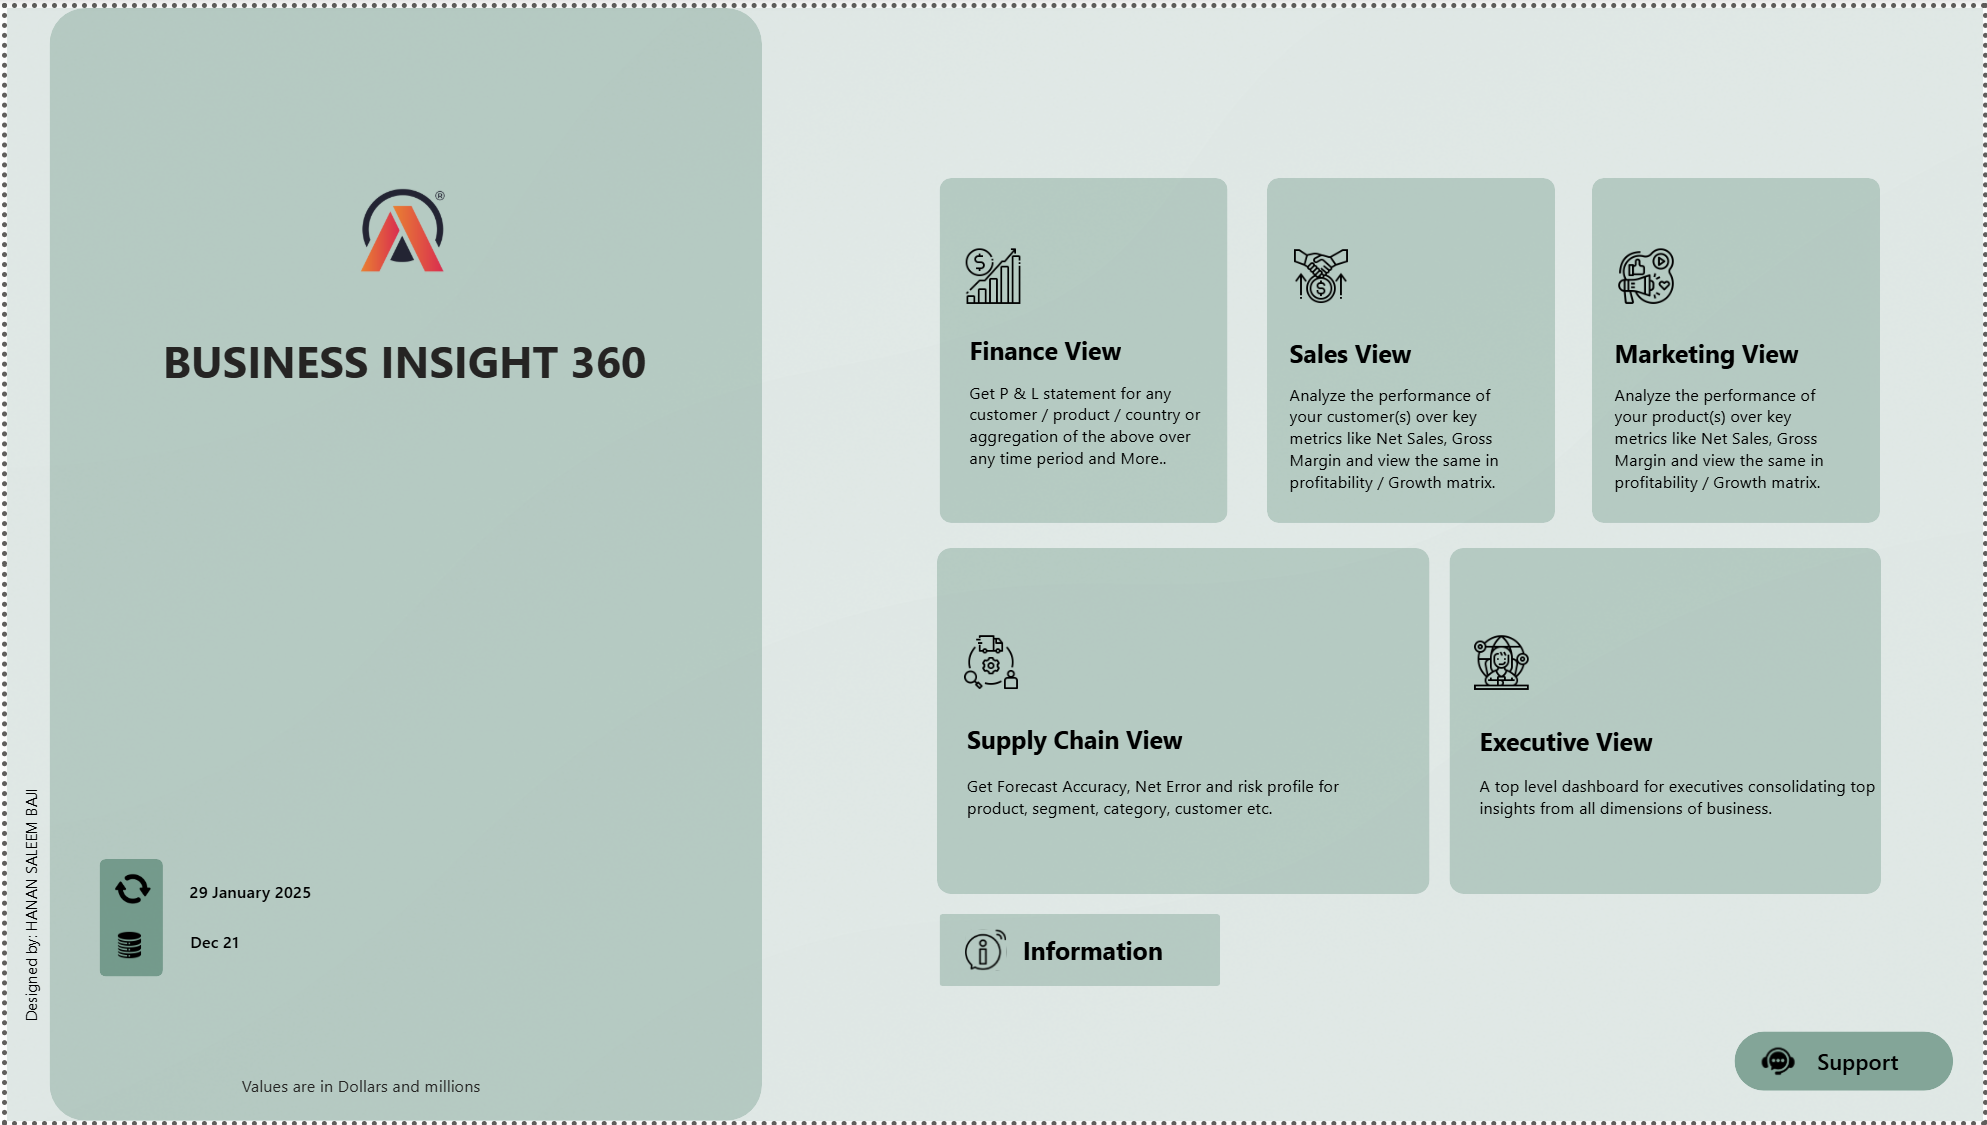 ®
BUSINESS INSIGHT 360
29 January 2025
Dec 21
Values are in Dollars and millions
Designed by: HANAN SALEEM BAJI
Finance View
Get P & L statement for any
customer / product / country or
aggregation of the above over
any time period and More..
Sales View
Analyze the performance of
your customer(s) over key
metrics like Net Sales, Gross
Margin and view the same in
profitability / Growth matrix.
Marketing View
Analyze the performance of
your product(s) over key
metrics like Net Sales, Gross
Margin and view the same in
profitability / Growth matrix.
Supply Chain View
Get Forecast Accuracy, Net Error and risk profile for
product, segment, category, customer etc.
Executive View
A top level dashboard for executives consolidating top
insights from all dimensions of business.
Information
Support